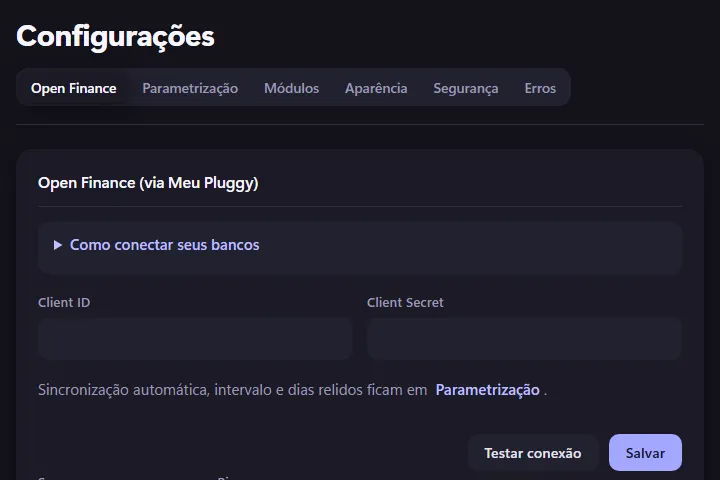 Configurações
Open Finance Parametrização Módulos Aparência Segurança Erros
Open Finance (via Meu Pluggy)
Como conectar seus bancos
Client ID Client Secret
Sincronização automática, intervalo e dias relidos ficam em Parametrização .
Testar conexão Salvar